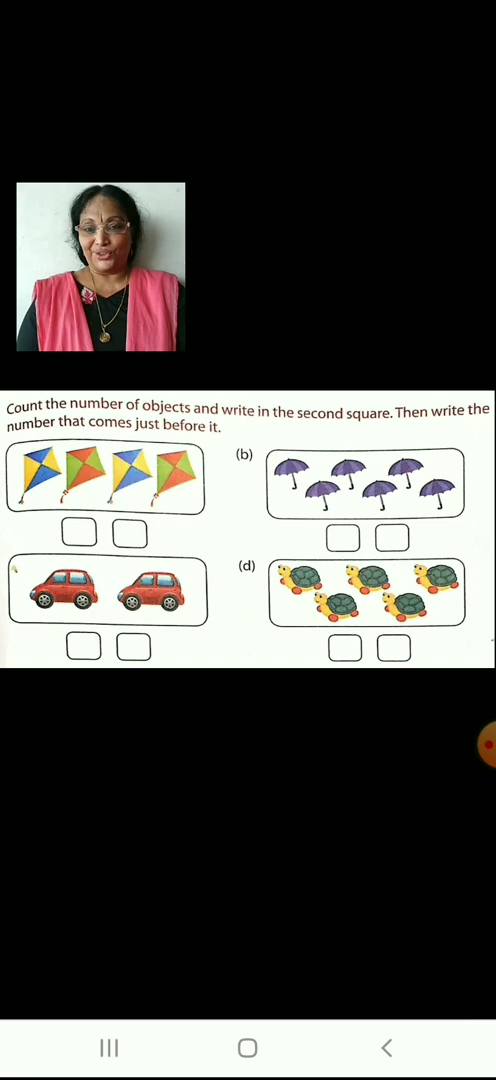 Count the number of objects and write in the second square. Then write the
number that comes just before it.
(b)
(d)